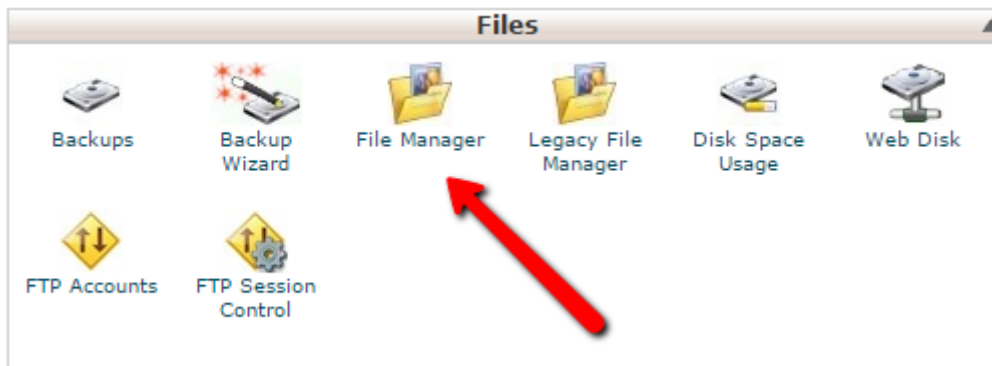 Files
Backups
Backup
Wizard
File Manager
Legacy File
Manager
Disk Space
Usage
Web Disk
FTP Accounts
FTP Session
Control